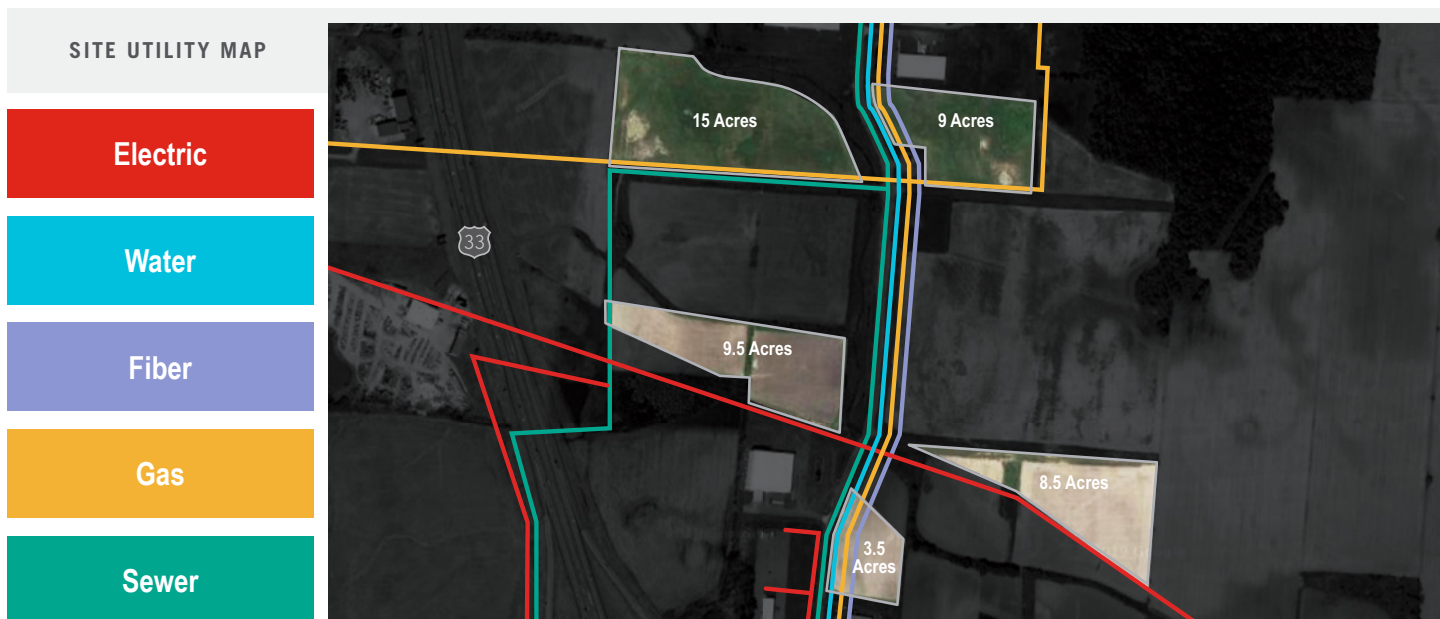 SITE UTILITY MAP
Electric
Water
Fiber
Gas
Sewer
15 Acres
9 Acres
33
9.5 Acres
8.5 Acres
3.5
Acres